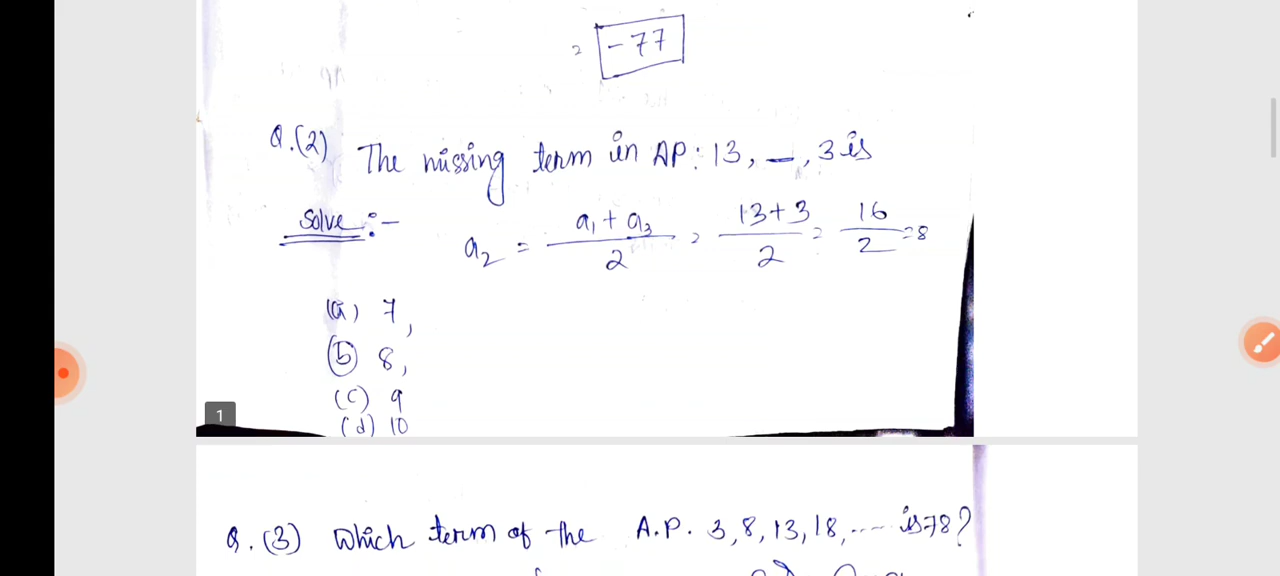 = -77
Q.(2) The missing term in AP: 13, —, 3 is
Solve :-
a₂ = a₁ + a₃ / 2 = 13+3 / 2 = 16 / 2 = 8
(a) 7,
(b) 8,
(c) 9
(d) 10
1
Q. (3) Which term of the A.P. 3, 8, 13, 18, ---- is 78?